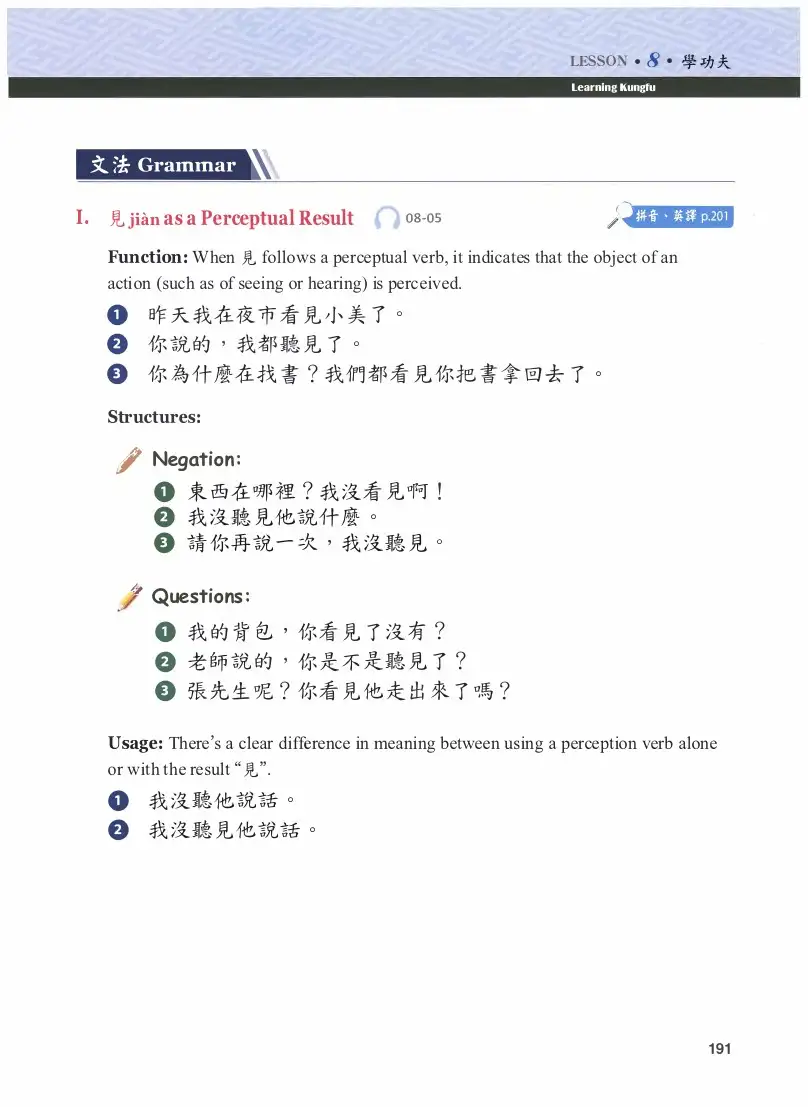 LESSON • 8 • 學功夫
Learning Kungfu
文法 Grammar
I. 見 jiàn as a Perceptual Result 08-05 拼音、英譯 p.201
Function: When 見 follows a perceptual verb, it indicates that the object of an
action (such as of seeing or hearing) is perceived.
1 昨天我在夜市看見小美了。
2 你說的，我都聽見了。
3 你為什麼在找書？我們都看見你把書拿回去了。
Structures:
Negation:
1 東西在哪裡？我沒看見啊！
2 我沒聽見他說什麼。
3 請你再說一次，我沒聽見。
Questions:
1 我的背包，你看見了沒有？
2 老師說的，你是不是聽見了？
3 張先生呢？你看見他走出來了嗎？
Usage: There's a clear difference in meaning between using a perception verb alone
or with the result “見”.
1 我沒聽他說話。
2 我沒聽見他說話。
191